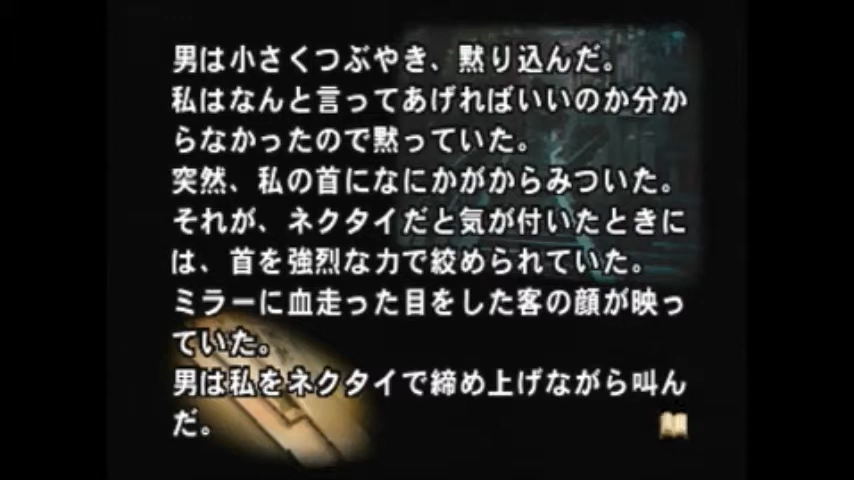 男は小さくつぶやき、黙り込んだ。
私はなんと言ってあげればいいのか分か
らなかったので黙っていた。
突然、私の首になにかがからみついた。
それが、ネクタイだと気が付いたときに
は、首を強烈な力で絞められていた。
ミラーに血走った目をした客の顔が映っ
ていた。
男は私をネクタイで締め上げながら叫ん
だ。